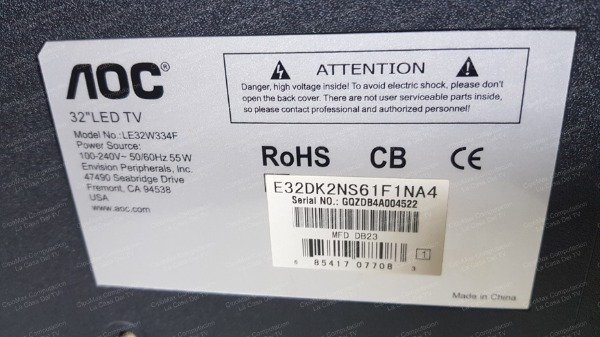 AOC®
32"LED TV
Model No.:LE32W334F
Power Source:
100-240V~ 50/60Hz 55W
Envision Peripherals, Inc.
47490 Seabridge Drive
Fremont, CA 94538
USA
www.aoc.com
ATTENTION
Danger, high voltage inside! To avoid electric shock, please don't
open the back cover. There are not user serviceable parts inside,
so please contact professional and authorized personnel!
RoHS CB CE
E32DK2NS61F1NA4
Serial NO.: GQZDB4A004522
MFD DB23
1
6 85417 07708 3
Made in China